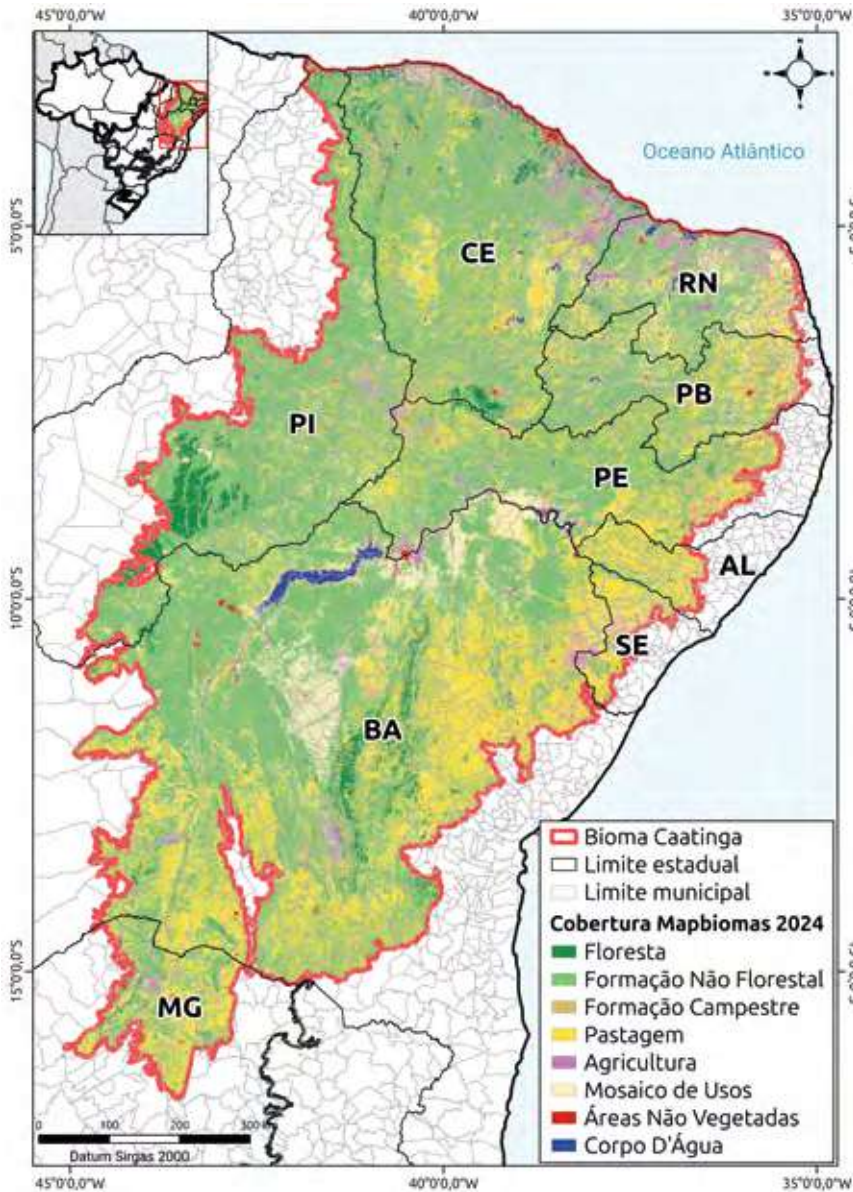 45°0'0,0"W 40°0'0,0"W 35°0'0,0"W
Oceano Atlântico
5°0'0,0"S
CE
RN
PB
PI
PE
AL
10°0'0,0"S
SE
BA
Bioma Caatinga
Limite estadual
Limite municipal
Cobertura Mapbiomas 2024
Floresta
Formação Não Florestal
15°0'0,0"S
Formação Campestre
MG
Pastagem
Agricultura
Mosaico de Usos
Áreas Não Vegetadas
Corpo D'Água
0 100 200 300
Datum Sirgas 2000
45°0'0,0"W 40°0'0,0"W 35°0'0,0"W